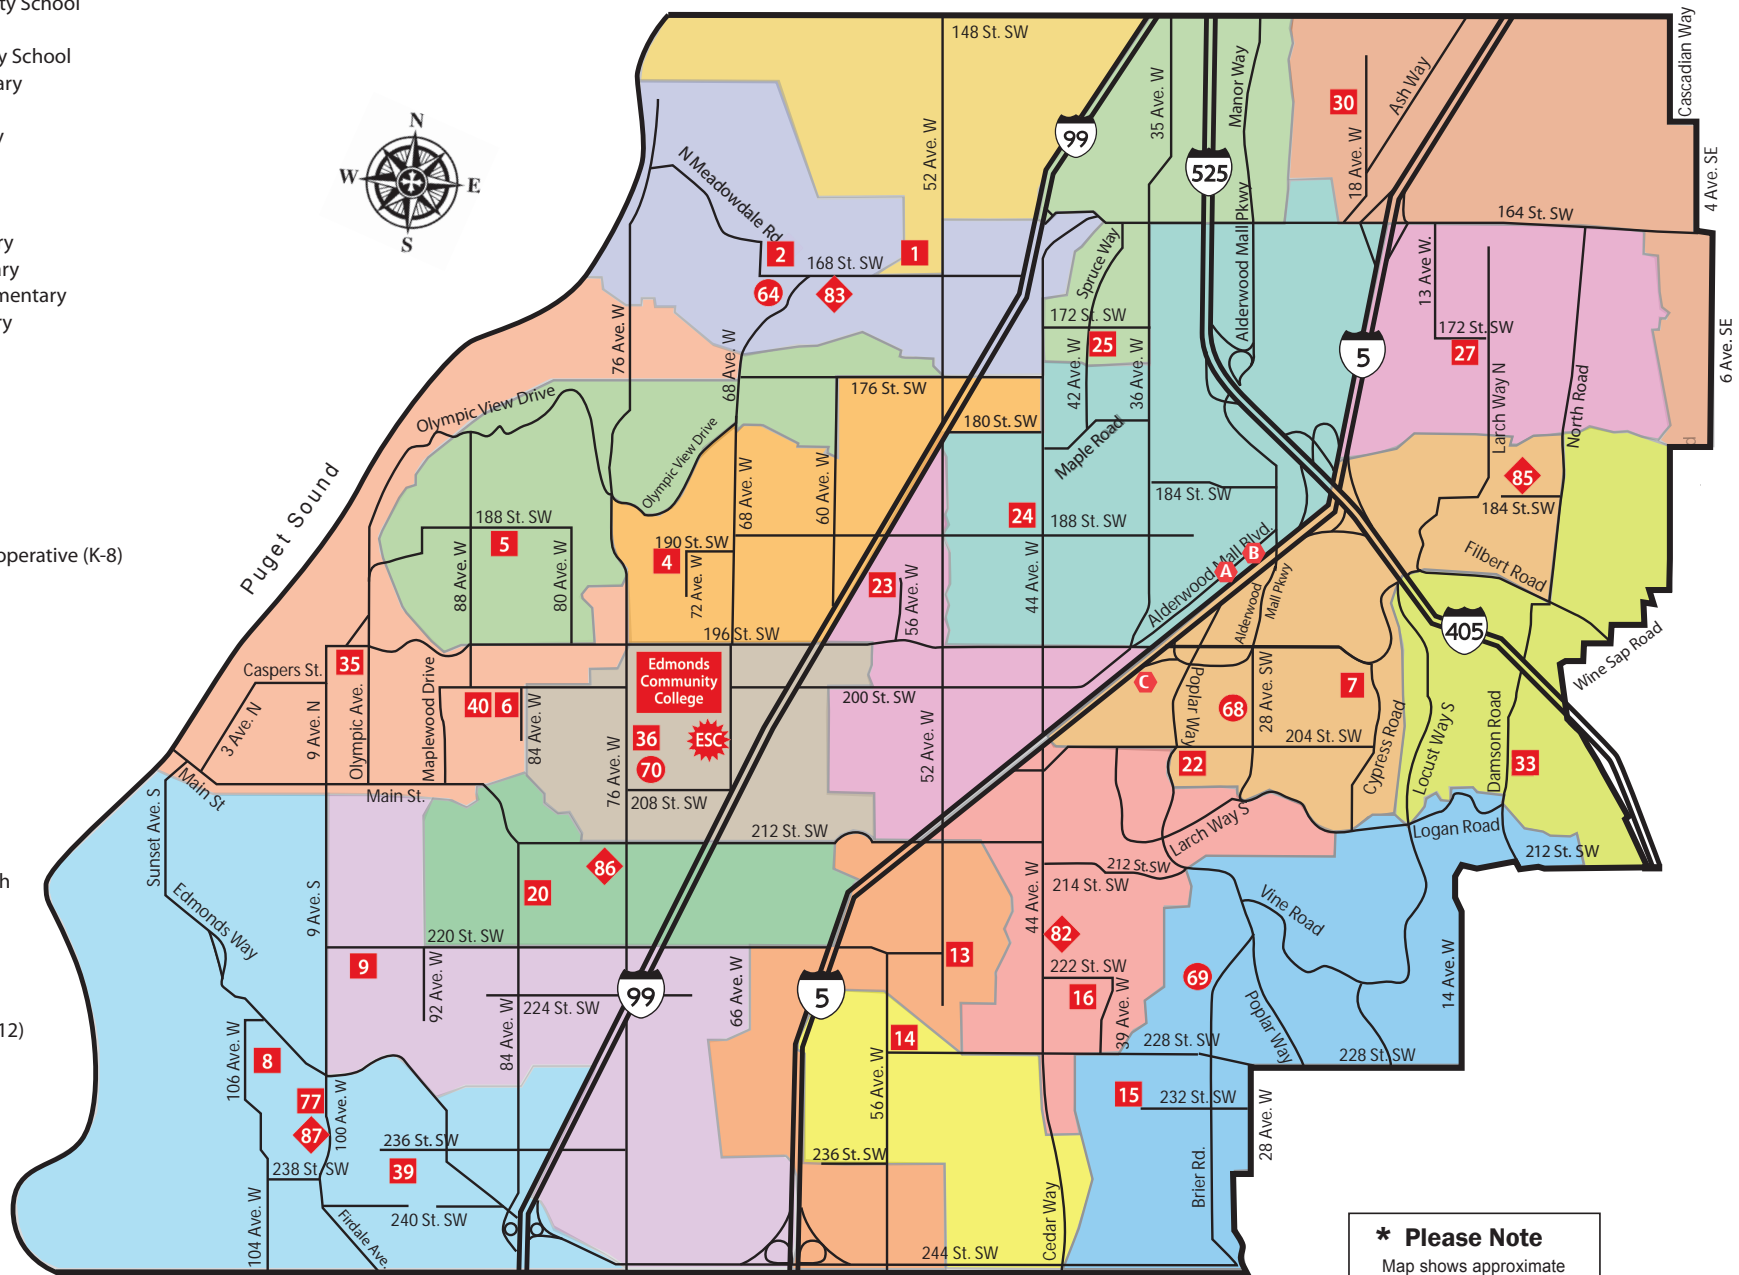 ty School
y School
ary
y
ry
ary
mentary
ry
operative (K-8)
h
12)
N
W
E
S
Puget Sound
148 St. SW
52 Ave. W
99
35 Ave. W
525
Manor Way
Alderwood Mall Pkwy
30
18 Ave. W
Ash Way
Cascadian Way
4 Ave. SE
164 St. SW
6 Ave. SE
N Meadowdale Rd
2
1
168 St. SW
64
83
76 Ave. W
68 Ave. W
Spruce Way
172 St. SW
25
42 Ave. W
36 Ave. W
5
13 Ave W.
172 St. SW
27
Larch Way N
North Road
d
Olympic View Drive
176 St. SW
180 St. SW
Maple Road
Olympic View Drive
68 Ave. W
60 Ave. W
184 St. SW
85
184 St. SW
188 St. SW
5
88 Ave. W
80 Ave. W
190 St. SW
4
72 Ave. W
24
188 St. SW
44 Ave. W
Alderwood Mall Blvd.
A
B
Filbert Road
23
56 Ave. W
Alderwood
Mall Pkwy
196 St. SW
405
Wine Sap Road
Caspers St.
35
3 Ave. N
9 Ave. N
Olympic Ave.
Maplewood Drive
40
6
84 Ave. W
Edmonds
Community
College
200 St. SW
C
Poplar Way
68
28 Ave. SW
7
204 St. SW
Cypress Road
Locust Way S
Damson Road
33
36
ESC
70
76 Ave. W
52 Ave. W
22
208 St. SW
Main St
Main St.
212 St. SW
Larch Way S
Logan Road
212 St. SW
Sunset Ave. S
9 Ave. S
Edmonds Way
86
20
212 St. SW
214 St. SW
44 Ave. W
82
Vine Road
220 St. SW
9
92 Ave. W
66 Ave. W
13
222 St. SW
16
39 Ave. W
69
14 Ave. W
224 St. SW
99
5
84 Ave. W
14
56 Ave. W
228 St. SW
Poplar Way
228 St. SW
106 Ave. W
8
77
87
100 Ave. W
15
232 St. SW
28 Ave. W
236 St. SW
39
236 St. SW
238 St. SW
104 Ave. W
Firdale Ave.
240 St. SW
Cedar Way
Brier Rd.
244 St. SW
* Please Note
Map shows approximate